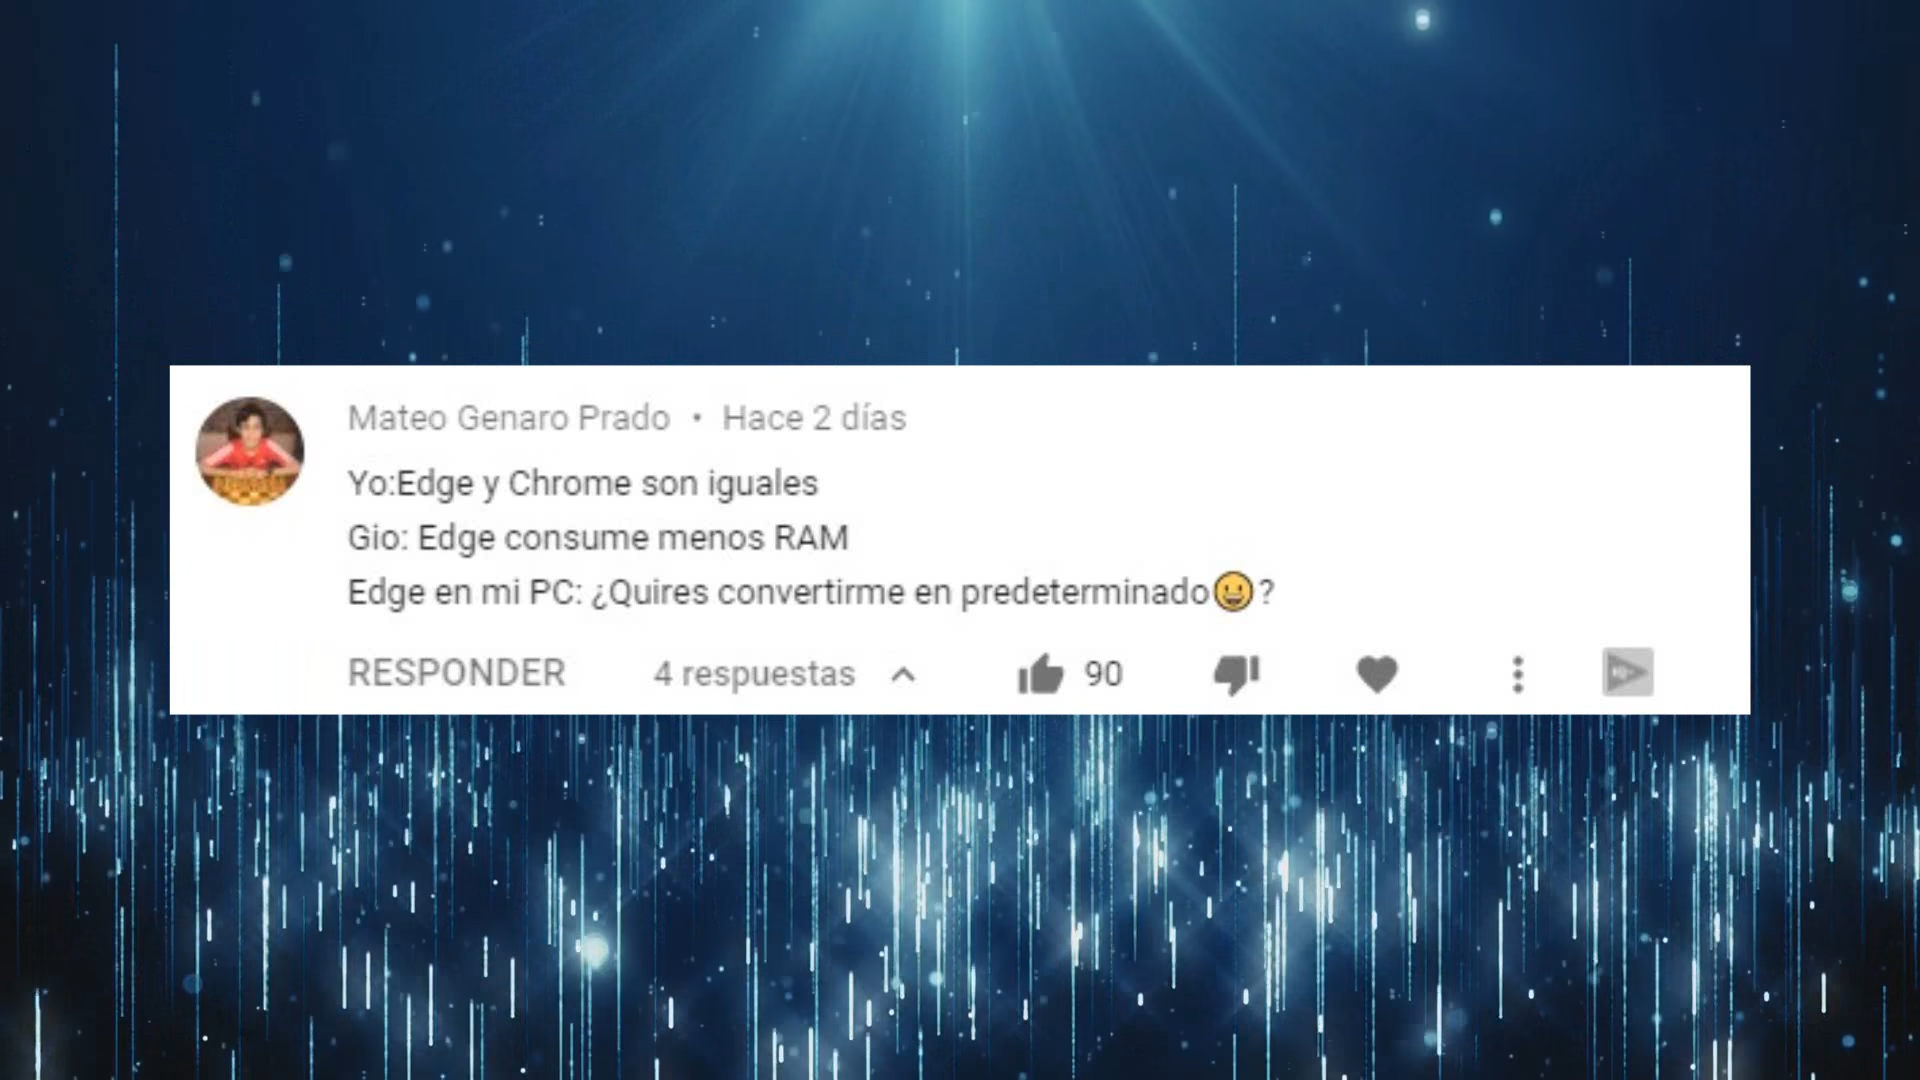 Mateo Genaro Prado • Hace 2 días
Yo:Edge y Chrome son iguales
Gio: Edge consume menos RAM
Edge en mi PC: ¿Quires convertirme en predeterminado😀?
RESPONDER 4 respuestas 90